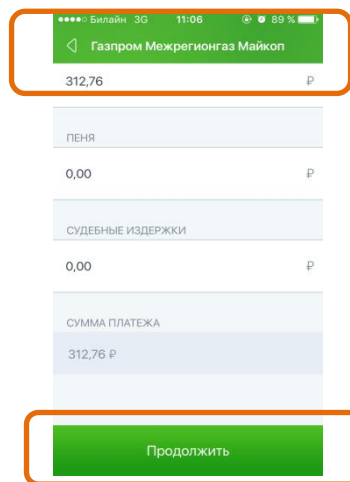 Билайн 3G 11:06 89 %
Газпром Межрегионгаз Майкоп
312,76 ₽
ПЕНЯ
0,00 ₽
СУДЕБНЫЕ ИЗДЕРЖКИ
0,00 ₽
СУММА ПЛАТЕЖА
312,76 ₽
Продолжить